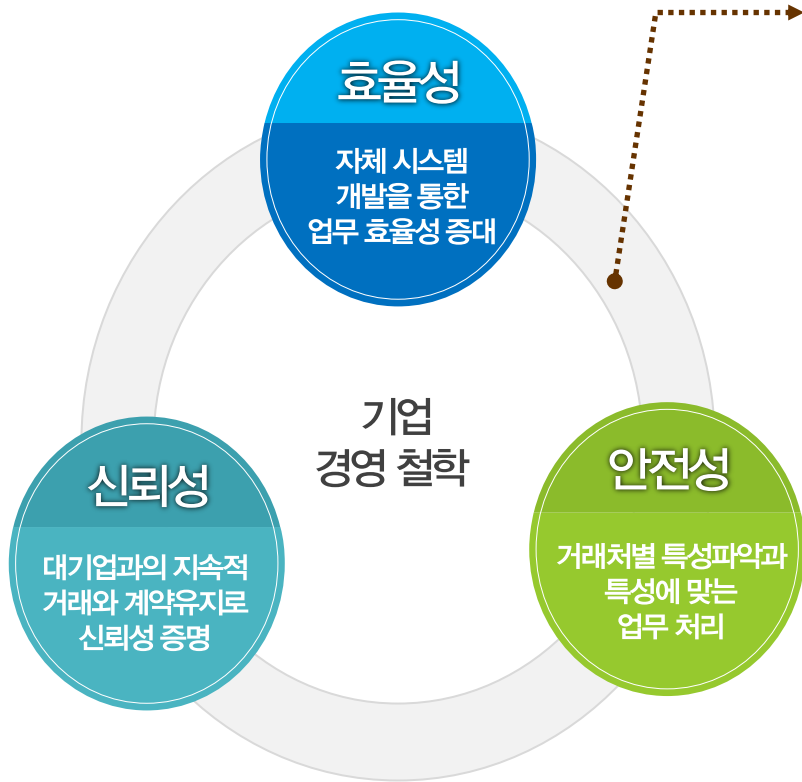 효율성
자체 시스템
개발을 통한
업무 효율성 증대
기업
경영 철학
신뢰성
대기업과의 지속적
거래와 계약유지로
신뢰성 증명
안전성
거래처별 특성파악과
특성에 맞는
업무 처리